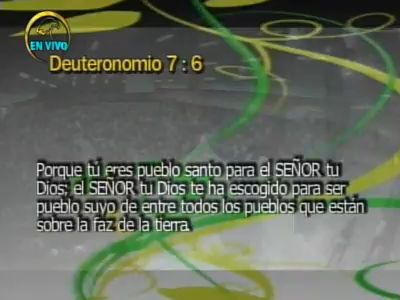 EN VIVO
Deuteronomio 7 : 6
Porque tú eres pueblo santo para el SEÑOR tu
Dios; el SEÑOR tu Dios te ha escogido para ser
pueblo suyo de entre todos los pueblos que están
sobre la faz de la tierra.